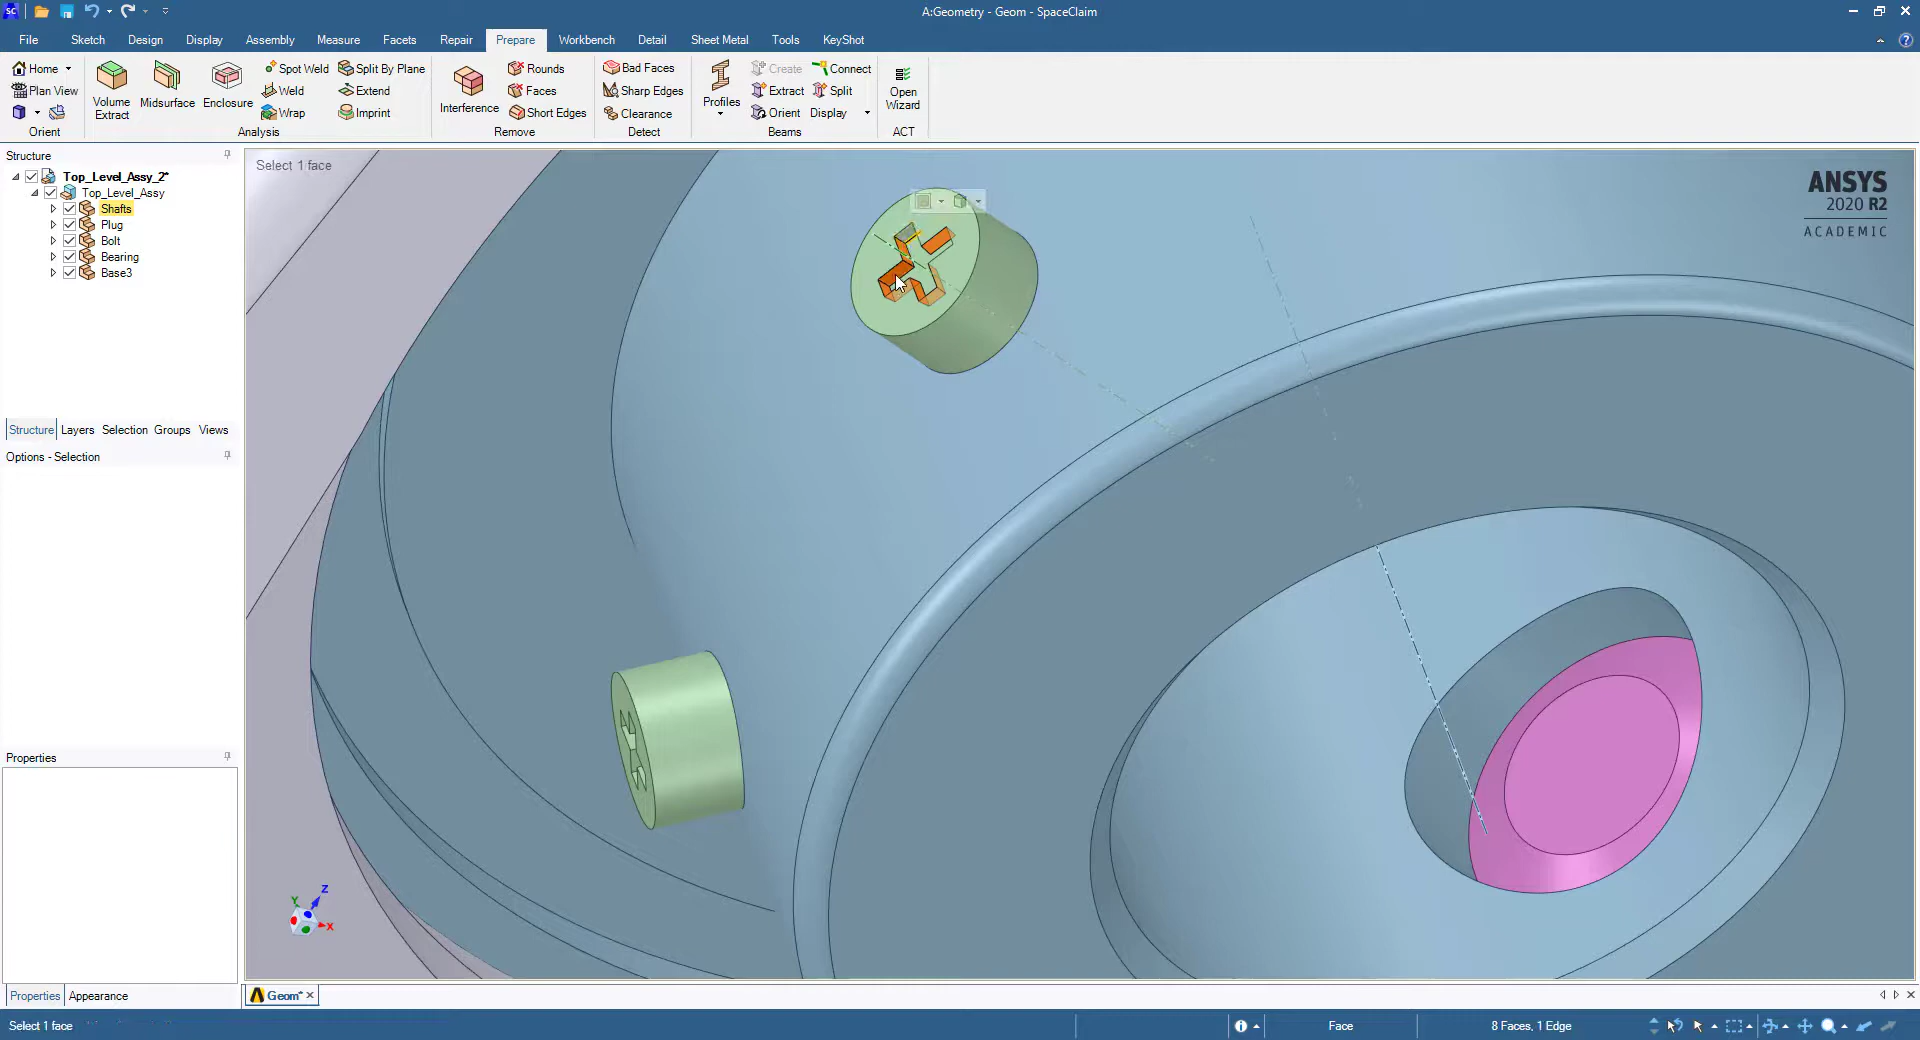 SC
A:Geometry - Geom - SpaceClaim
File Sketch Design Display Assembly Measure Facets Repair Prepare Workbench Detail Sheet Metal Tools KeyShot
Home
Plan View
Orient
Volume Extract
Midsurface
Enclosure
Spot Weld
Weld
Wrap
Split By Plane
Extend
Imprint
Analysis
Interference
Rounds
Faces
Short Edges
Remove
Bad Faces
Sharp Edges
Clearance
Detect
Profiles
Create
Extract
Orient
Connect
Split
Display
Beams
Open Wizard
ACT
Structure
Top_Level_Assy_2*
Top_Level_Assy
Shafts
Plug
Bolt
Bearing
Base3
Structure Layers Selection Groups Views
Options - Selection
Properties
Properties Appearance
Select 1 face
ANSYS
2020 R2
ACADEMIC
Z
Y
X
Geom*
Select 1 face
Face
8 Faces, 1 Edge